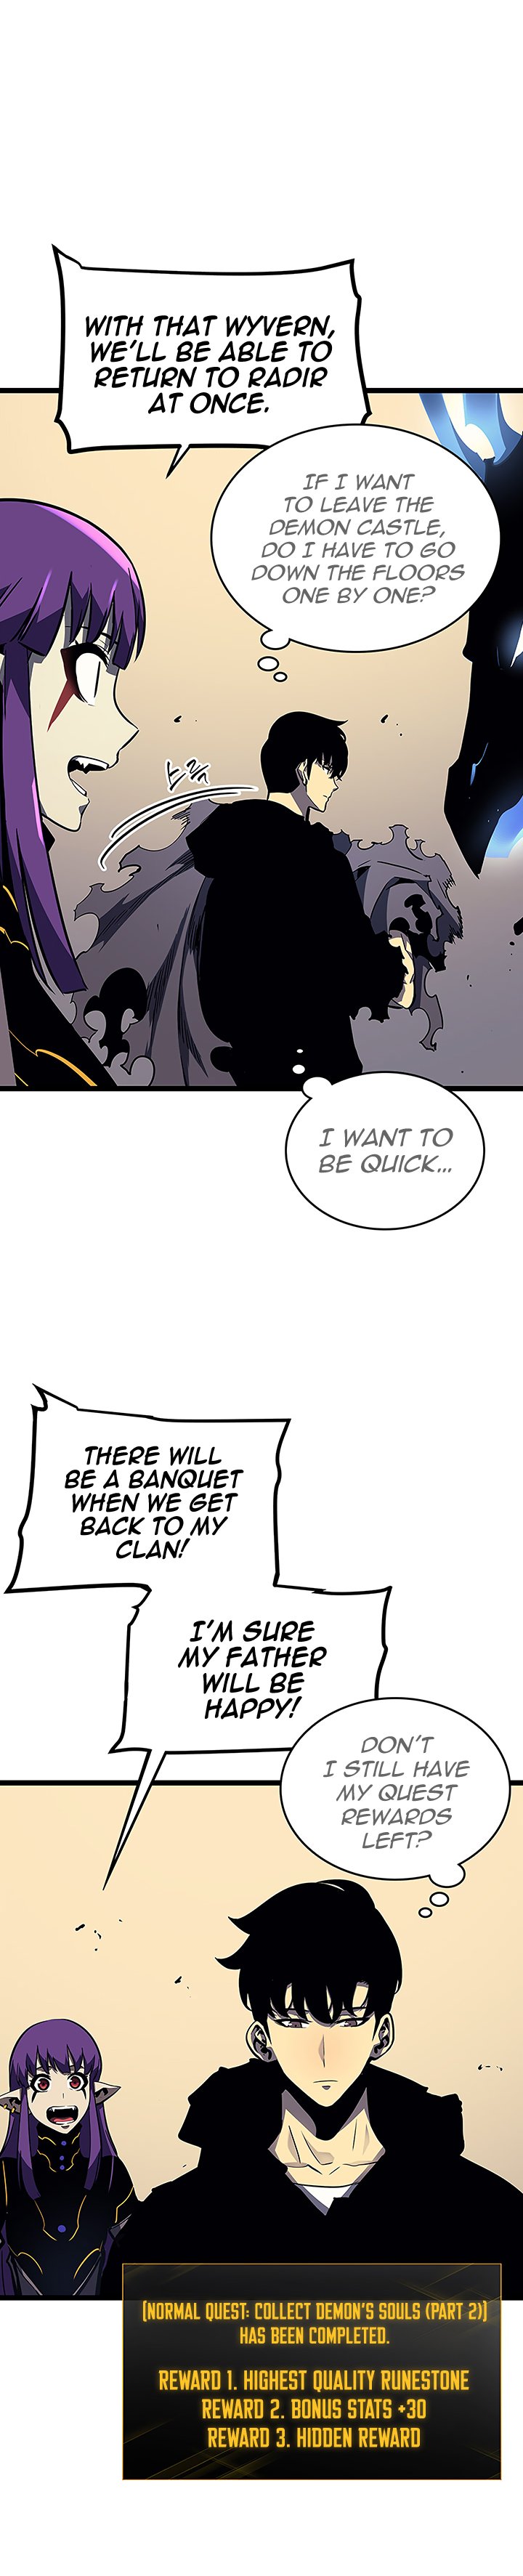 WITH THAT WYVERN,
WE'LL BE ABLE TO
RETURN TO RADIR
AT ONCE.
IF I WANT
TO LEAVE THE
DEMON CASTLE,
DO I HAVE TO GO
DOWN THE FLOORS
ONE BY ONE?
스윽
I WANT TO
BE QUICK...
THERE WILL
BE A BANQUET
WHEN WE GET
BACK TO MY
CLAN!
I'M SURE
MY FATHER
WILL BE
HAPPY!
DON'T
I STILL HAVE
MY QUEST
REWARDS
LEFT?
[NORMAL QUEST: COLLECT DEMON'S SOULS (PART 2)]
HAS BEEN COMPLETED.
REWARD 1. HIGHEST QUALITY RUNESTONE
REWARD 2. BONUS STATS +30
REWARD 3. HIDDEN REWARD